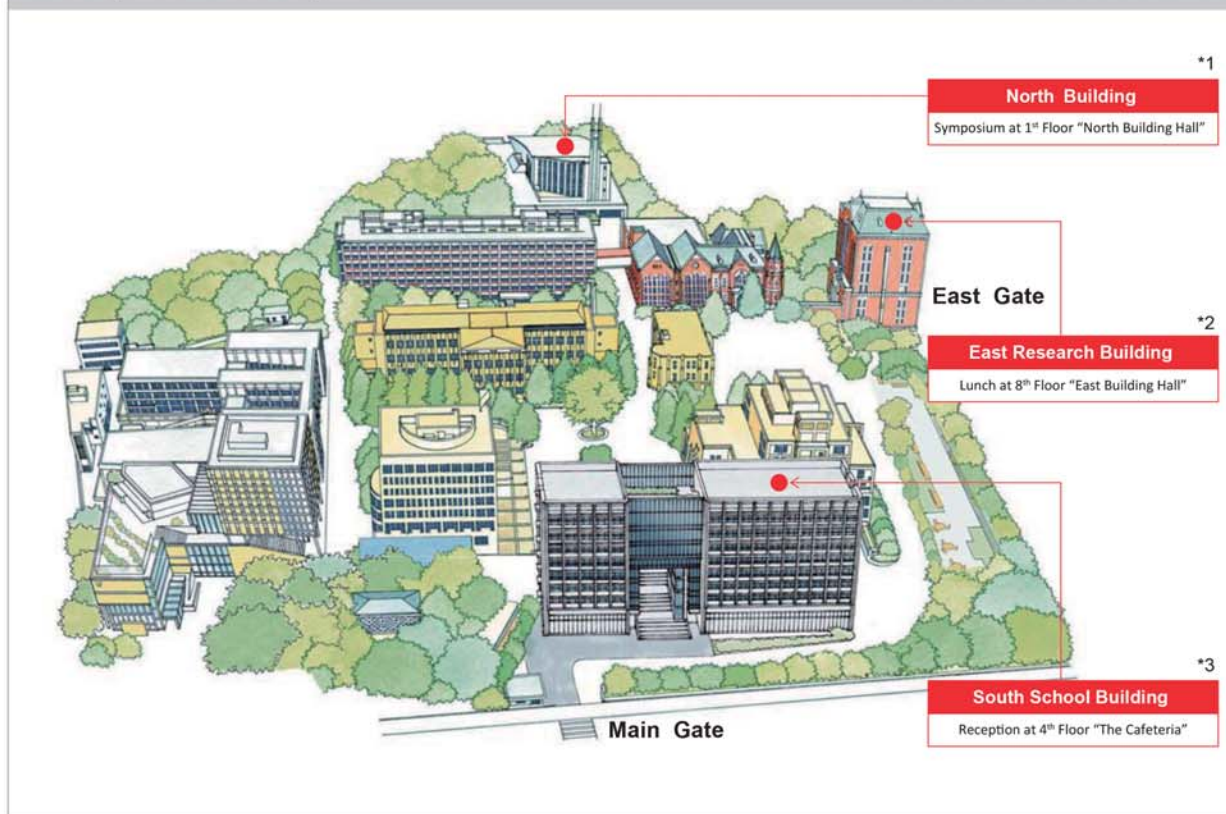 *1
North Building
Symposium at 1st Floor “North Building Hall”
East Gate
*2
East Research Building
Lunch at 8th Floor “East Building Hall”
*3
South School Building
Reception at 4th Floor “The Cafeteria”
Main Gate